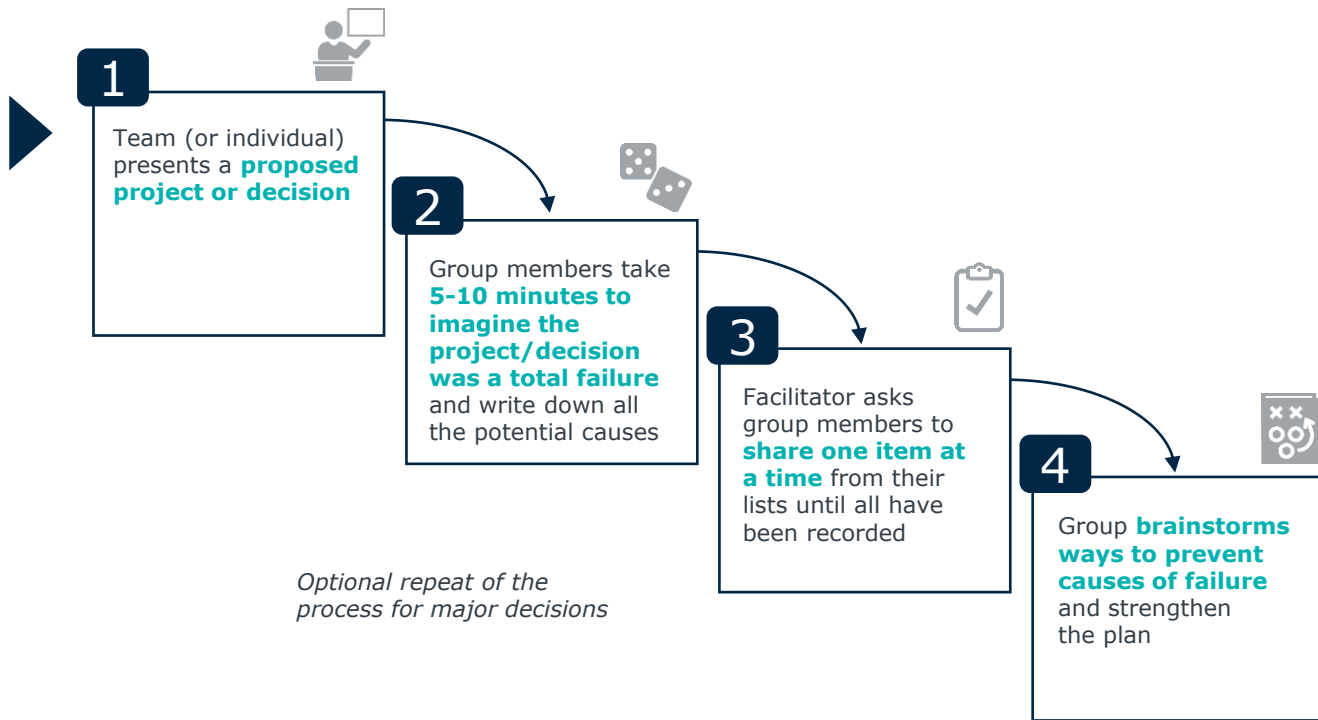 1
Team (or individual)
presents a proposed
project or decision
2
Group members take
5-10 minutes to
imagine the
project/decision
was a total failure
and write down all
the potential causes
3
Facilitator asks
group members to
share one item at
a time from their
lists until all have
been recorded
4
Group brainstorms
ways to prevent
causes of failure
and strengthen
the plan
Optional repeat of the
process for major decisions